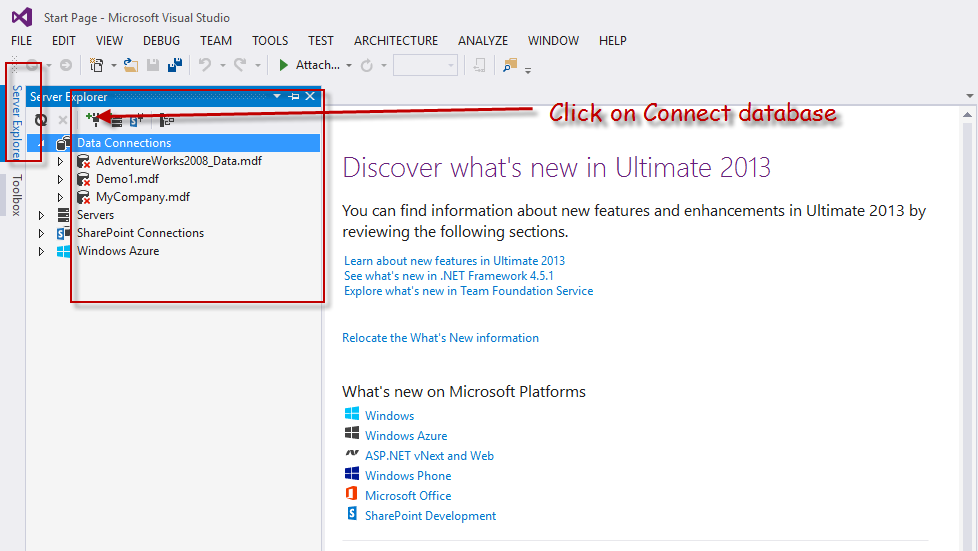 Start Page - Microsoft Visual Studio
FILE EDIT VIEW DEBUG TEAM TOOLS TEST ARCHITECTURE ANALYZE WINDOW HELP
Attach...
Server Explorer
Toolbox
Server Explorer
Click on Connect database
Data Connections
AdventureWorks2008_Data.mdf
Demo1.mdf
MyCompany.mdf
Servers
SharePoint Connections
Windows Azure
Discover what's new in Ultimate 2013
You can find information about new features and enhancements in Ultimate 2013 by
reviewing the following sections.
Learn about new features in Ultimate 2013
See what's new in .NET Framework 4.5.1
Explore what's new in Team Foundation Service
Relocate the What's New information
What's new on Microsoft Platforms
Windows
Windows Azure
ASP.NET vNext and Web
Windows Phone
Microsoft Office
SharePoint Development